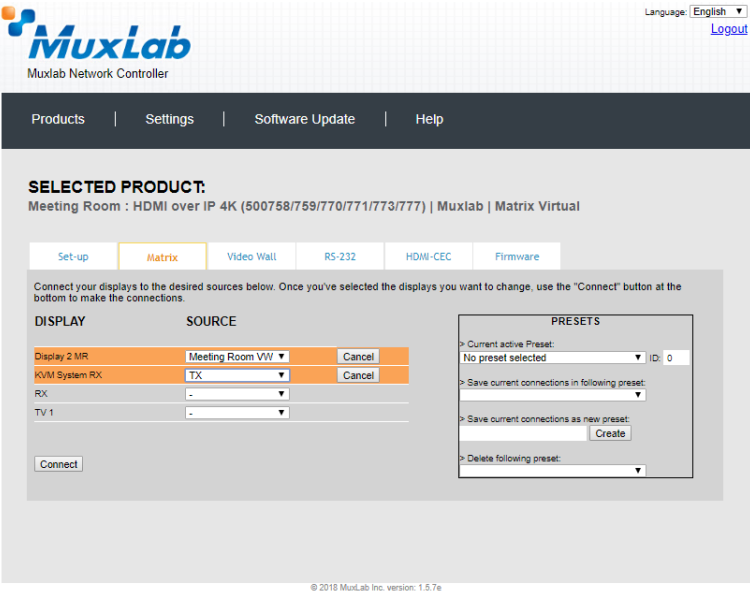 Language: English
Logout
MuxLab
Muxlab Network Controller
Products | Settings | Software Update | Help
SELECTED PRODUCT:
Meeting Room : HDMI over IP 4K (500758/759/770/771/773/777) | Muxlab | Matrix Virtual
Set-up Matrix Video Wall RS-232 HDMI-CEC Firmware
Connect your displays to the desired sources below. Once you've selected the displays you want to change, use the "Connect" button at the
bottom to make the connections.
DISPLAY SOURCE
Display 2 MR Meeting Room VW Cancel
KVM System RX TX Cancel
RX -
TV 1 -
Connect
PRESETS
> Current active Preset:
No preset selected ID: 0
> Save current connections in following preset:
> Save current connections as new preset:
Create
> Delete following preset:
© 2018 MuxLab Inc. version: 1.5.7e